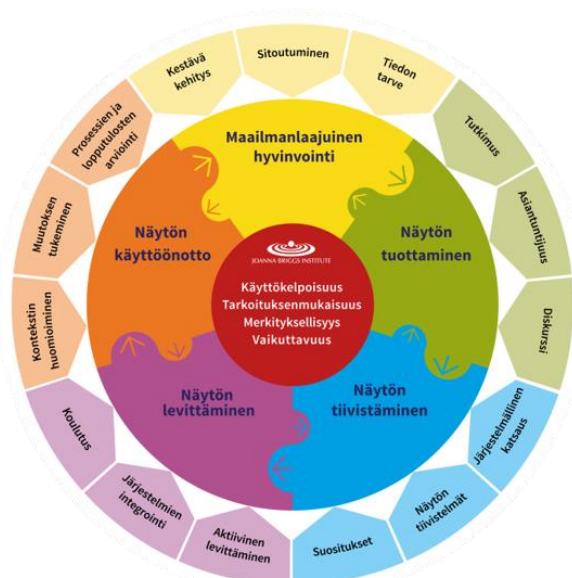 Maailmanlaajuinen
hyvinvointi
Näytön
tuottaminen
Näytön
tiivistäminen
Näytön
levittäminen
Näytön
käyttöönotto
JOANNA BRIGGS INSTITUTE
Käyttökelpoisuus
Tarkoituksenmukaisuus
Merkityksellisyys
Vaikuttavuus
Kestävä
kehitys
Sitoutuminen
Tiedon
tarve
Tutkimus
Asiantuntijuus
Diskurssi
Järjestelmällinen
katsaus
Näytön
tiivistelmät
Suositukset
Aktiivinen
levittäminen
Järjestelmien
integrointi
Koulutus
Kontekstin
huomioiminen
Muutoksen
tukeminen
Prosessien ja
lopputulosten
arviointi